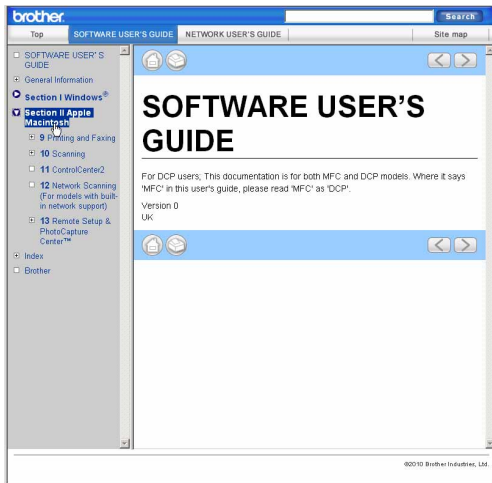 brother.
Search
Top
SOFTWARE USER'S GUIDE
NETWORK USER'S GUIDE
Site map
SOFTWARE USER' S
GUIDE
General Information
Section I Windows®
Section II Apple
Macintosh
9 Printing and Faxing
10 Scanning
11 ControlCenter2
12 Network Scanning
(For models with built-
in network support)
13 Remote Setup &
PhotoCapture
Center™
Index
Brother
SOFTWARE USER'S
GUIDE
For DCP users; This documentation is for both MFC and DCP models. Where it says
'MFC' in this user's guide, please read 'MFC' as 'DCP'.
Version 0
UK
©2010 Brother Industries, Ltd.